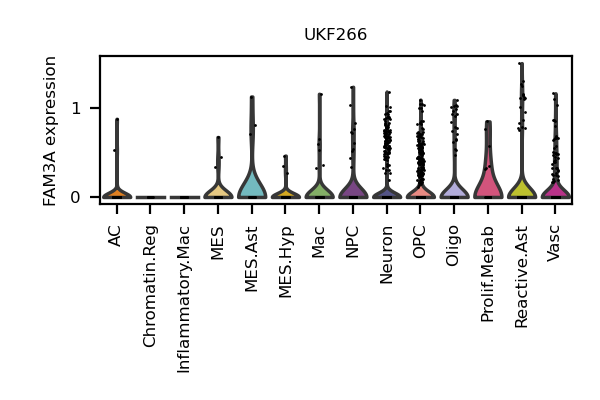 UKF266
FAM3A expression
1
0
AC
Chromatin.Reg
Inflammatory.Mac
MES
MES.Ast
MES.Hyp
Mac
NPC
Neuron
OPC
Oligo
Prolif.Metab
Reactive.Ast
Vasc